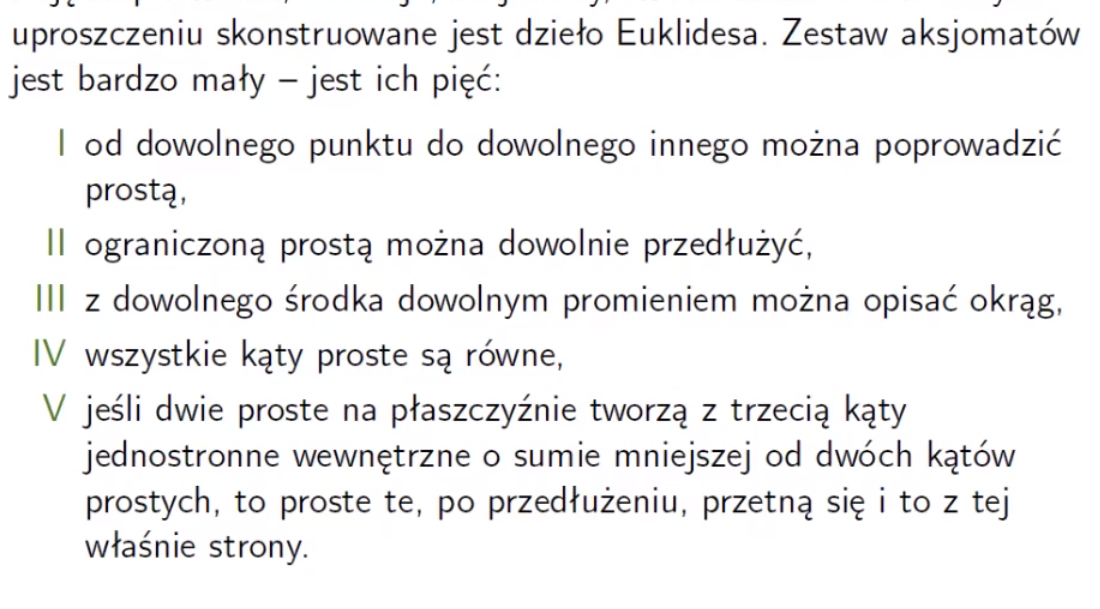 uproszczeniu skonstruowane jest dzieło Euklidesa. Zestaw aksjomatów
jest bardzo mały – jest ich pięć:
I od dowolnego punktu do dowolnego innego można poprowadzić
prostą,
II ograniczoną prostą można dowolnie przedłużyć,
III z dowolnego środka dowolnym promieniem można opisać okrąg,
IV wszystkie kąty proste są równe,
V jeśli dwie proste na płaszczyźnie tworzą z trzecią kąty
jednostronne wewnętrzne o sumie mniejszej od dwóch kątów
prostych, to proste te, po przedłużeniu, przetną się i to z tej
właśnie strony.